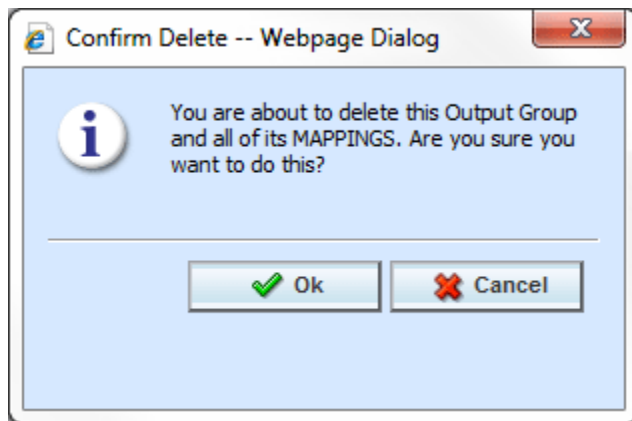 Confirm Delete -- Webpage Dialog
You are about to delete this Output Group
and all of its MAPPINGS. Are you sure you
want to do this?
Ok
Cancel